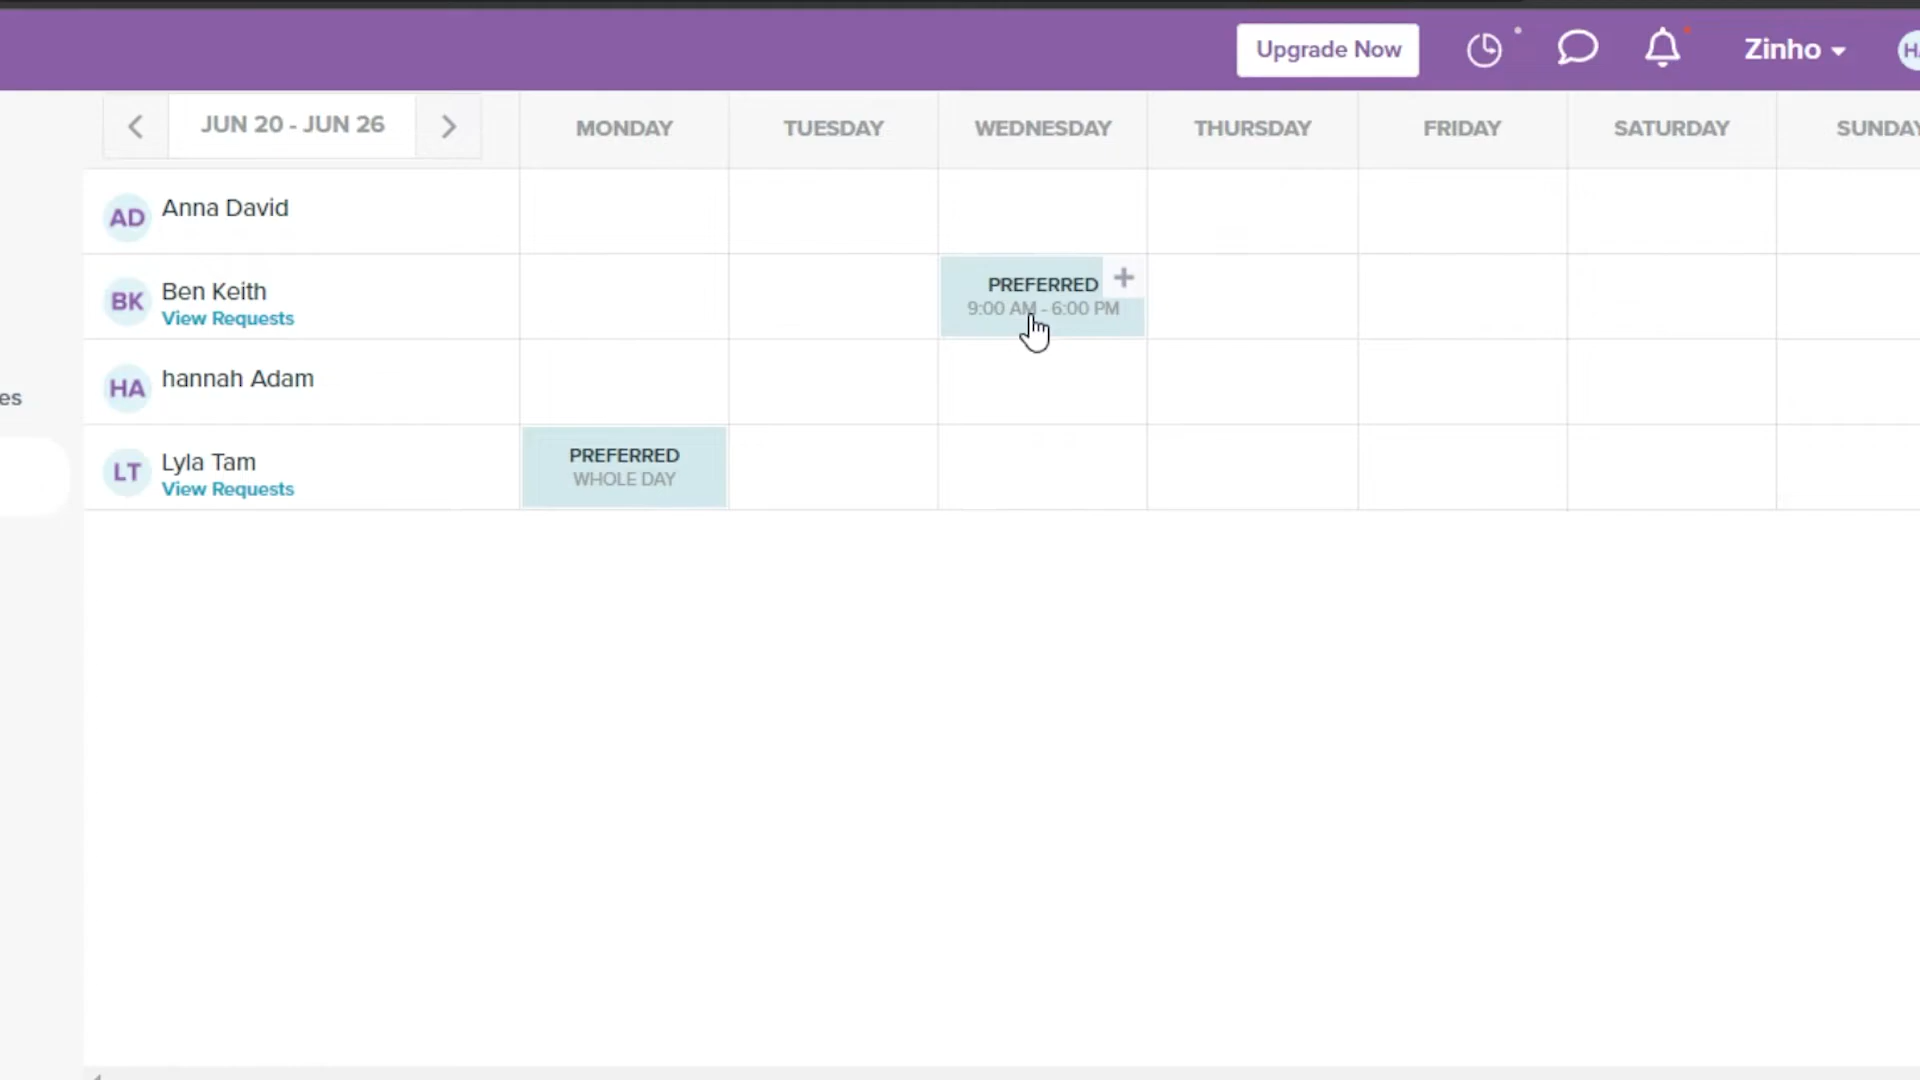 Upgrade Now
Zinho
JUN 20 - JUN 26
MONDAY
TUESDAY
WEDNESDAY
THURSDAY
FRIDAY
SATURDAY
SUNDAY
AD
Anna David
BK
Ben Keith
View Requests
PREFERRED
9:00 AM - 6:00 PM
HA
hannah Adam
es
LT
Lyla Tam
View Requests
PREFERRED
WHOLE DAY